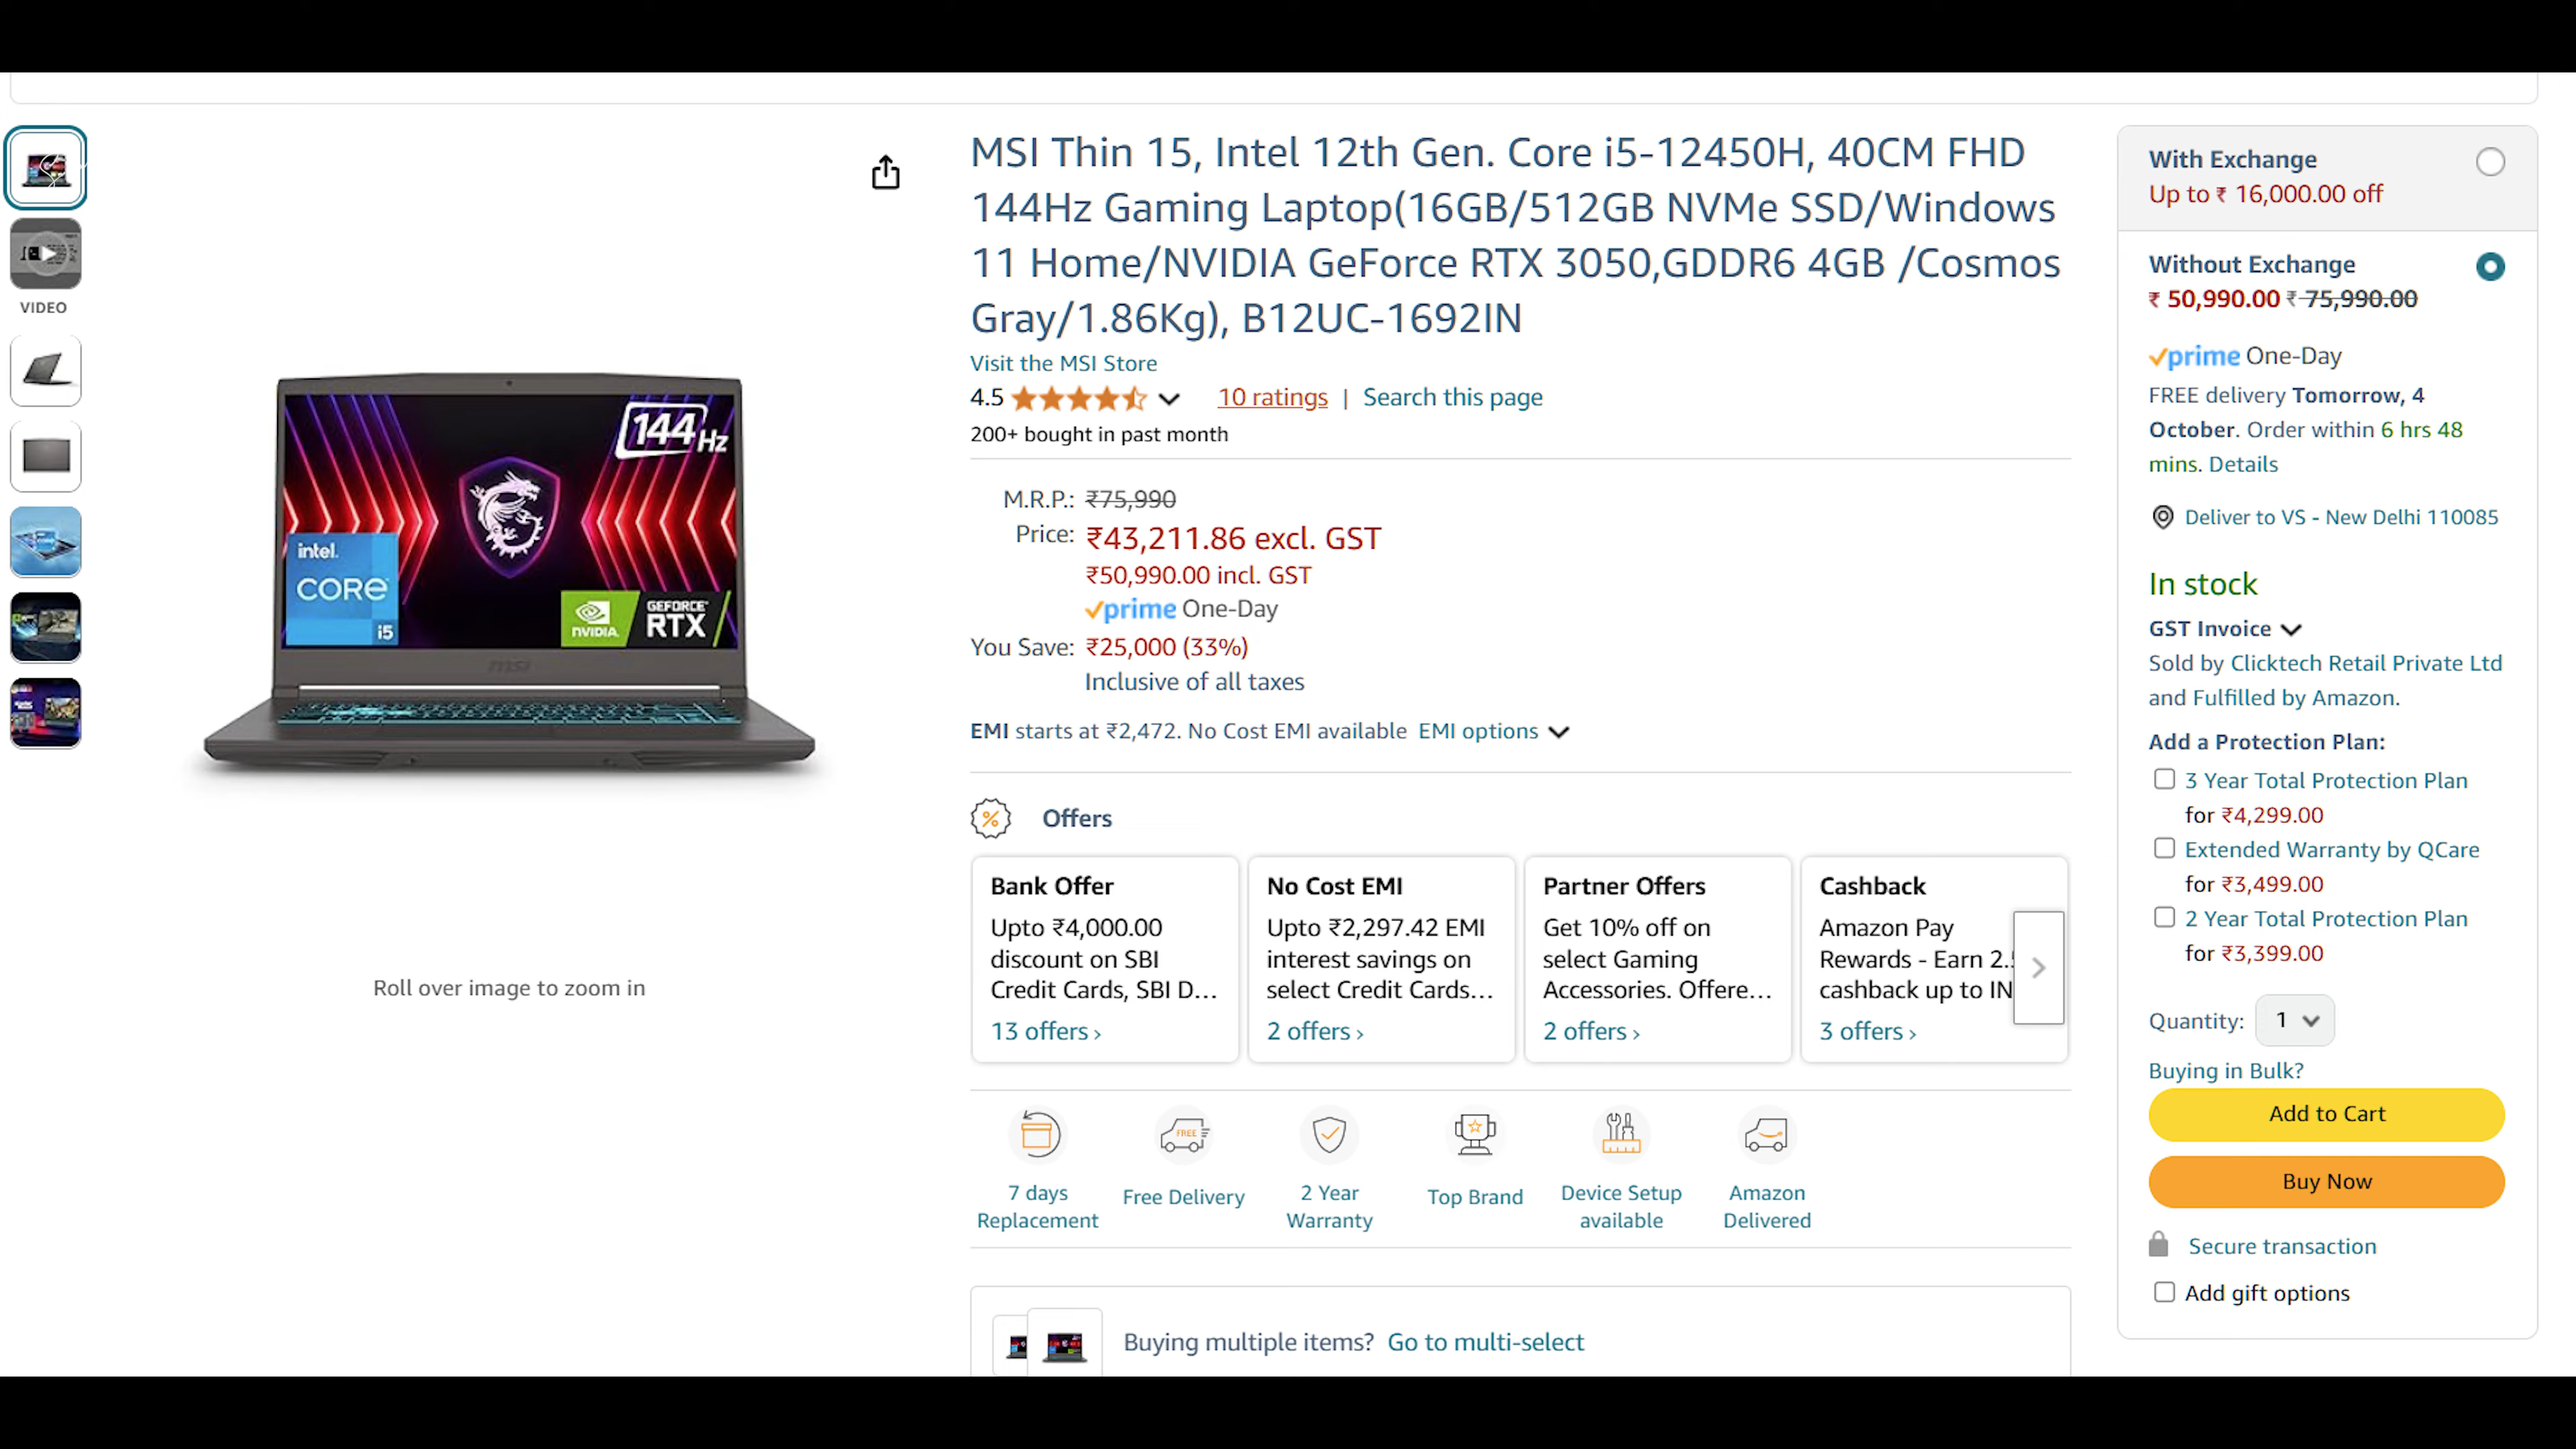 MSI Thin 15, Intel 12th Gen. Core i5-12450H, 40CM FHD
144Hz Gaming Laptop(16GB/512GB NVMe SSD/Windows
11 Home/NVIDIA GeForce RTX 3050,GDDR6 4GB /Cosmos
Gray/1.86Kg), B12UC-1692IN
Visit the MSI Store
4.5
10 ratings | Search this page
200+ bought in past month
VIDEO
144Hz
intel.
CORE
i5
NVIDIA.
GEFORCE
RTX
msi
Roll over image to zoom in
M.R.P.: ₹75,990
Price: ₹43,211.86 excl. GST
₹50,990.00 incl. GST
prime One-Day
You Save: ₹25,000 (33%)
Inclusive of all taxes
EMI starts at ₹2,472. No Cost EMI available EMI options
Offers
Bank Offer
Upto ₹4,000.00
discount on SBI
Credit Cards, SBI D…
13 offers ›
No Cost EMI
Upto ₹2,297.42 EMI
interest savings on
select Credit Cards…
2 offers ›
Partner Offers
Get 10% off on
select Gaming
Accessories. Offere…
2 offers ›
Cashback
Amazon Pay
Rewards - Earn 2.
cashback up to IN
3 offers ›
7 days
Replacement
FREE
Free Delivery
2 Year
Warranty
Top Brand
Device Setup
available
Amazon
Delivered
Buying multiple items? Go to multi-select
With Exchange
Up to ₹ 16,000.00 off
Without Exchange
₹ 50,990.00 ₹ 75,990.00
prime One-Day
FREE delivery Tomorrow, 4
October. Order within 6 hrs 48
mins. Details
Deliver to VS - New Delhi 110085
In stock
GST Invoice
Sold by Clicktech Retail Private Ltd
and Fulfilled by Amazon.
Add a Protection Plan:
3 Year Total Protection Plan
for ₹4,299.00
Extended Warranty by QCare
for ₹3,499.00
2 Year Total Protection Plan
for ₹3,399.00
Quantity: 1
Buying in Bulk?
Add to Cart
Buy Now
Secure transaction
Add gift options